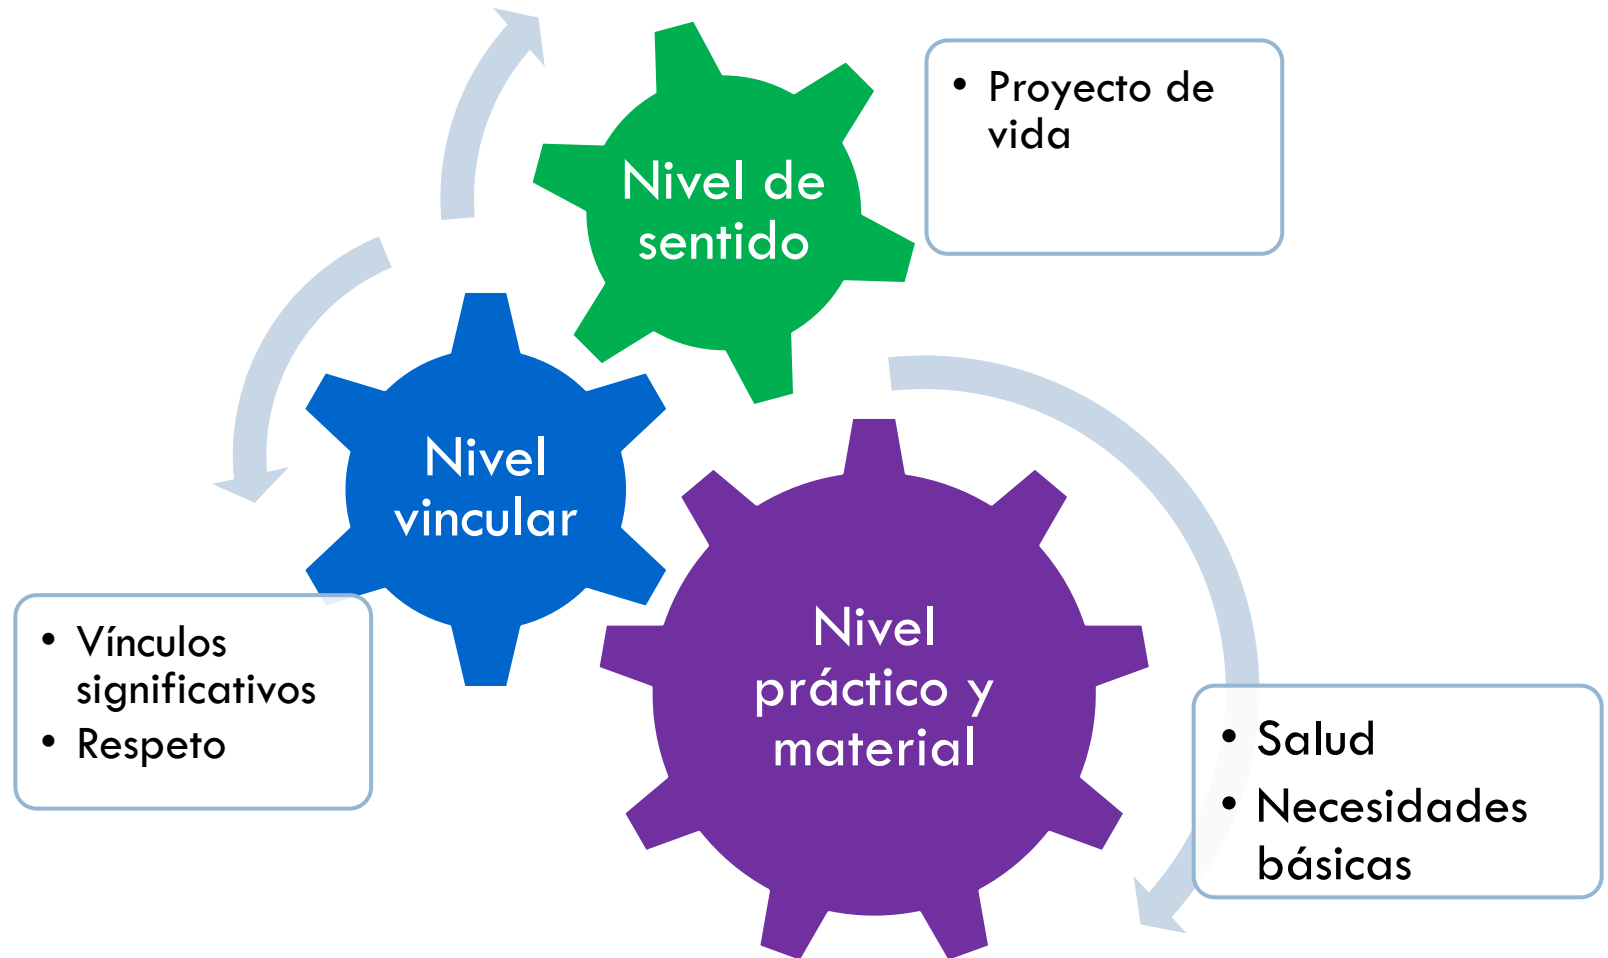 Nivel de
sentido
• Proyecto de
vida
Nivel
vincular
• Vínculos
significativos
• Respeto
Nivel
práctico y
material
• Salud
• Necesidades
básicas